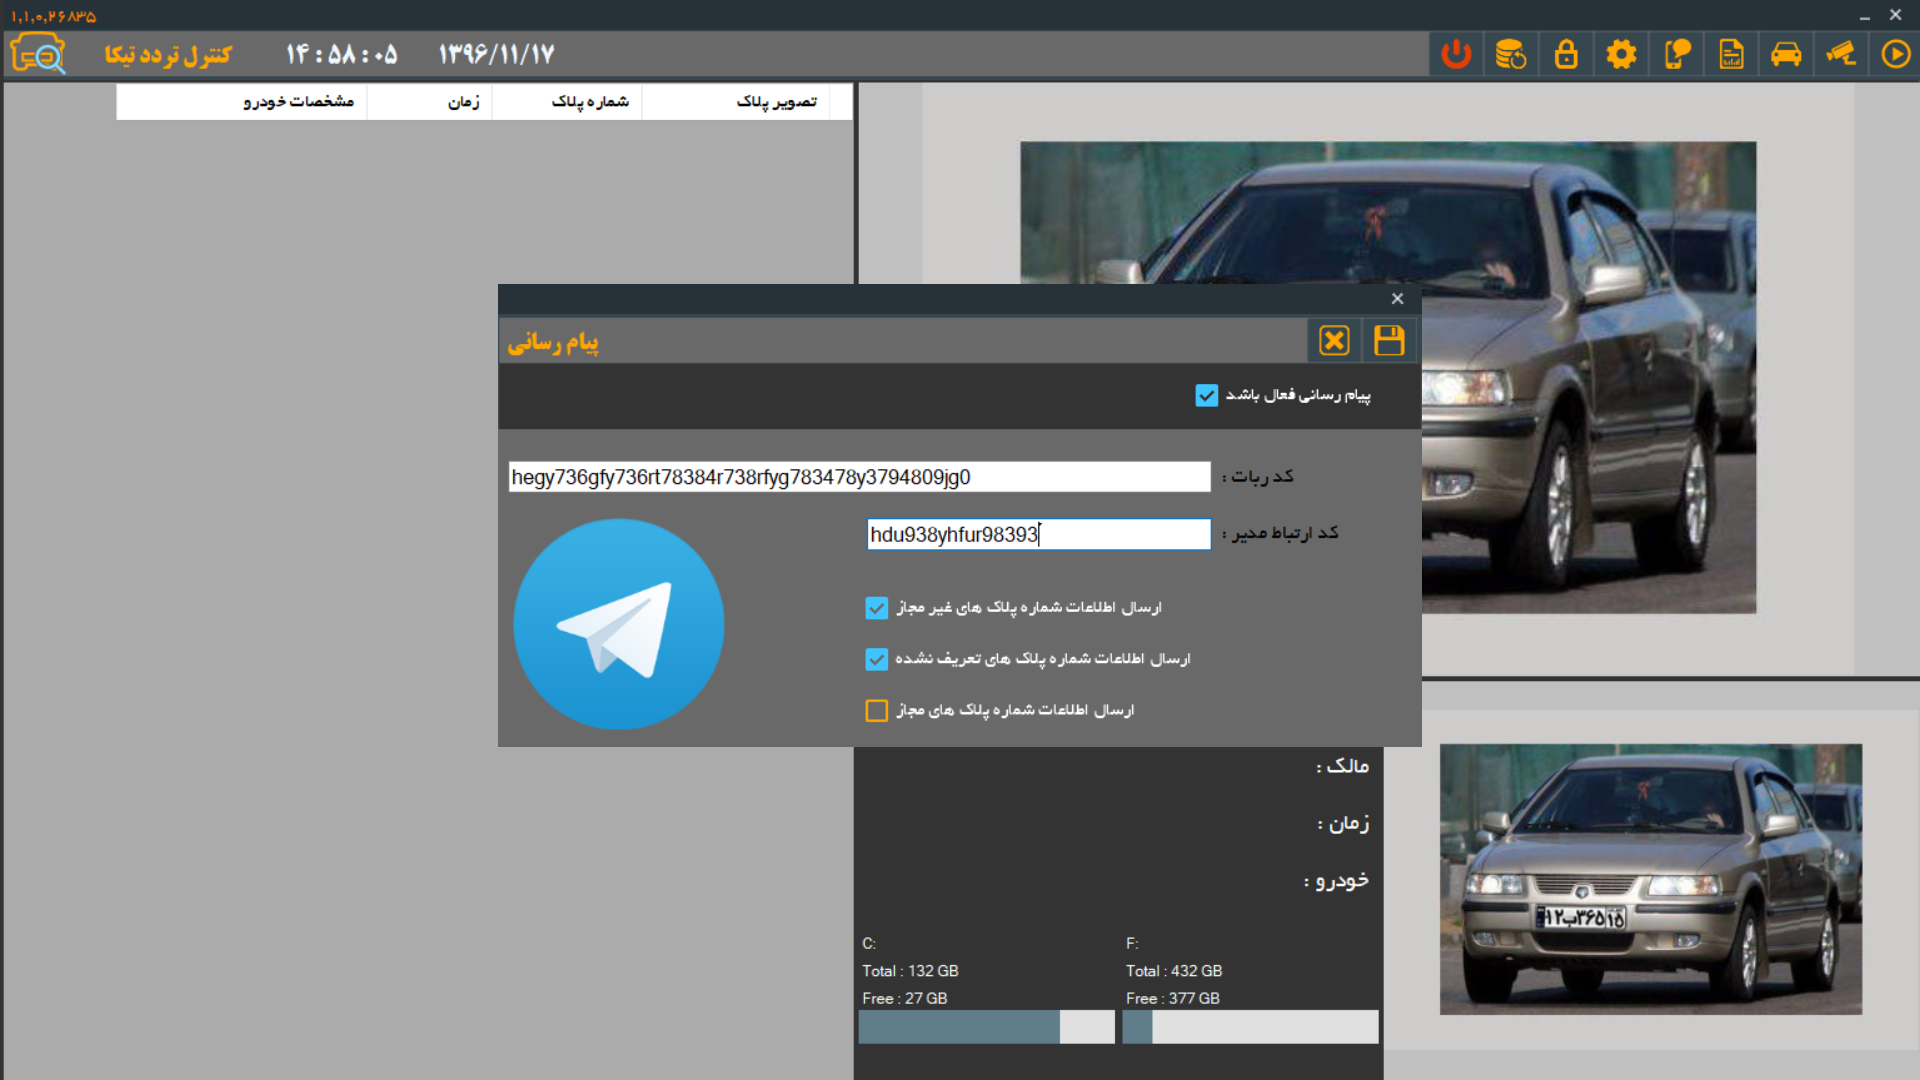 ۱,۱,۰,۲۶۸۳۵
کنترل تردد تیکا
۱۴:۵۸:۰۵
۱۳۹۶/۱۱/۱۷
تصویر پلاک
شماره پلاک
زمان
مشخصات خودرو
پیام رسانی
پیام رسانی فعال باشد
کد ربات :
hegy736gfy736rt78384r738rfyg783478y3794809jg0
کد ارتباط مدیر :
hdu938yhfur98393
ارسال اطلاعات شماره پلاک های غیر مجاز
ارسال اطلاعات شماره پلاک های تعریف نشده
ارسال اطلاعات شماره پلاک های مجاز
مالک :
زمان :
خودرو :
C:
Total : 132 GB
Free : 27 GB
F:
Total : 432 GB
Free : 377 GB
۱۲ب۳۶۵ ۱۵